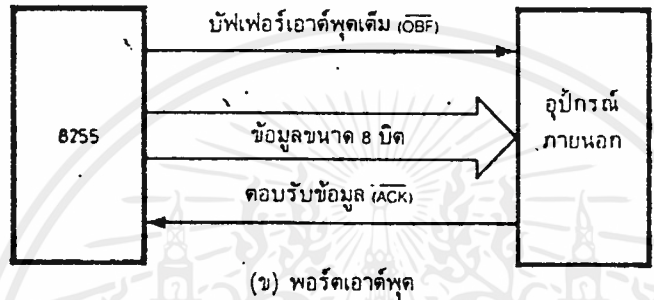 บัฟเฟอร์เอาต์พุตเต็ม (O̅B̅F̅)
8255
ข้อมูลขนาด 8 บิต
อุปกรณ์
ภายนอก
ตอบรับข้อมูล (A̅C̅K̅)
(ข) พอร์ตเอาต์พุต